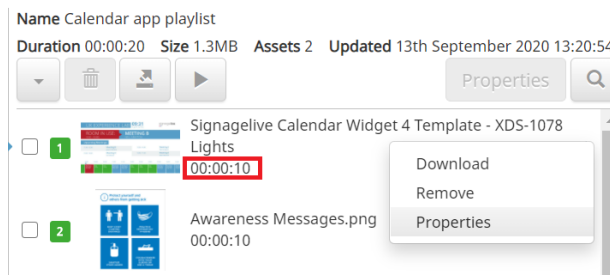 Name Calendar app playlist
Duration 00:00:20 Size 1.3MB Assets 2 Updated 13th September 2020 13:20:54
Properties
1
Signagelive Calendar Widget 4 Template - XDS-1078
Lights
00:00:10
Download
Remove
Properties
2
Awareness Messages.png
00:00:10